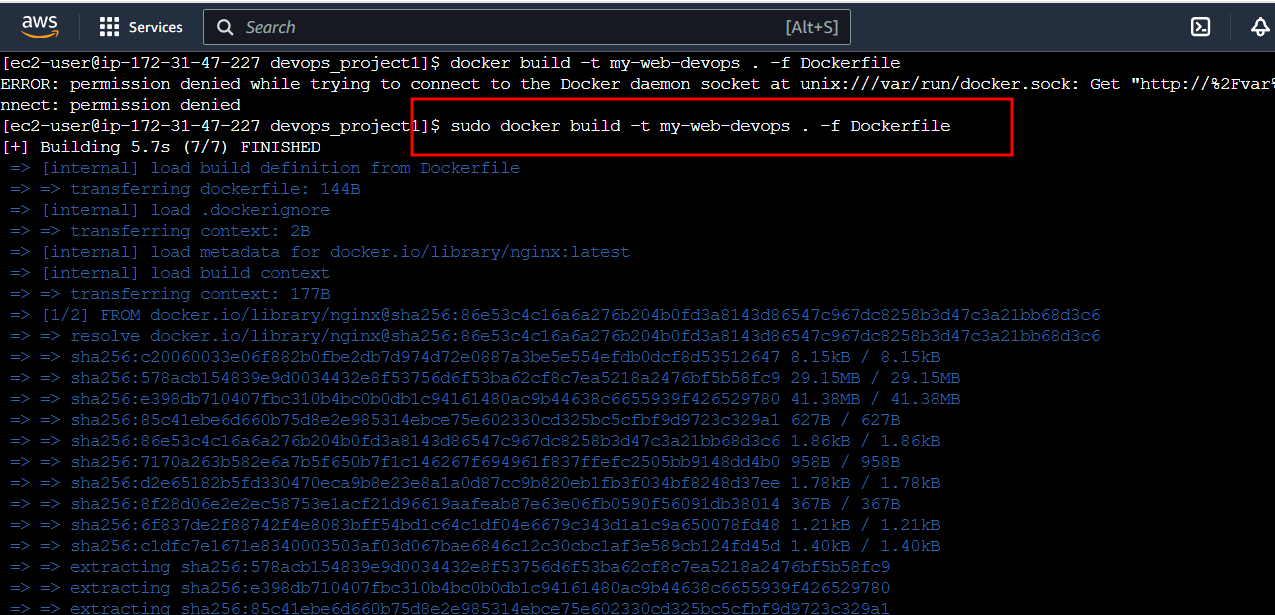 aws
Services
Search
[Alt+S]
[ec2-user@ip-172-31-47-227 devops_project1]$ docker build -t my-web-devops . -f Dockerfile
ERROR: permission denied while trying to connect to the Docker daemon socket at unix:///var/run/docker.sock: Get "http://%2Fvar%
nnect: permission denied
[ec2-user@ip-172-31-47-227 devops_project1]$ sudo docker build -t my-web-devops . -f Dockerfile
[+] Building 5.7s (7/7) FINISHED
=> [internal] load build definition from Dockerfile
=> => transferring dockerfile: 144B
=> [internal] load .dockerignore
=> => transferring context: 2B
=> [internal] load metadata for docker.io/library/nginx:latest
=> [internal] load build context
=> => transferring context: 177B
=> [1/2] FROM docker.io/library/nginx@sha256:86e53c4c16a6a276b204b0fd3a8143d86547c967dc8258b3d47c3a21bb68d3c6
=> => resolve docker.io/library/nginx@sha256:86e53c4c16a6a276b204b0fd3a8143d86547c967dc8258b3d47c3a21bb68d3c6
=> => sha256:c20060033e06f882b0fbe2db7d974d72e0887a3be5e554efdb0dcf8d53512647 8.15kB / 8.15kB
=> => sha256:578acb154839e9d0034432e8f53756d6f53ba62cf8c7ea5218a2476bf5b58fc9 29.15MB / 29.15MB
=> => sha256:e398db710407fbc310b4bc0b0db1c94161480ac9b44638c6655939f426529780 41.38MB / 41.38MB
=> => sha256:85c41ebe6d660b75d8e2e985314ebce75e602330cd325bc5cfbf9d9723c329a1 627B / 627B
=> => sha256:86e53c4c16a6a276b204b0fd3a8143d86547c967dc8258b3d47c3a21bb68d3c6 1.86kB / 1.86kB
=> => sha256:7170a263b582e6a7b5f650b7f1c146267f694961f837ffefc2505bb9148dd4b0 958B / 958B
=> => sha256:d2e65182b5fd330470eca9b8e23e8a1a0d87cc9b820eb1fb3f034bf8248d37ee 1.78kB / 1.78kB
=> => sha256:8f28d06e2e2ec58753e1acf21d96619aafeab87e63e06fb0590f56091db38014 367B / 367B
=> => sha256:6f837de2f88742f4e8083bff54bd1c64c1df04e6679c343d1a1c9a650078fd48 1.21kB / 1.21kB
=> => sha256:c1dfc7e1671e8340003503af03d067bae6846c12c30cbc1af3e589cb124fd45d 1.40kB / 1.40kB
=> => extracting sha256:578acb154839e9d0034432e8f53756d6f53ba62cf8c7ea5218a2476bf5b58fc9
=> => extracting sha256:e398db710407fbc310b4bc0b0db1c94161480ac9b44638c6655939f426529780
=> => extracting sha256:85c41ebe6d660b75d8e2e985314ebce75e602330cd325bc5cfbf9d9723c329a1